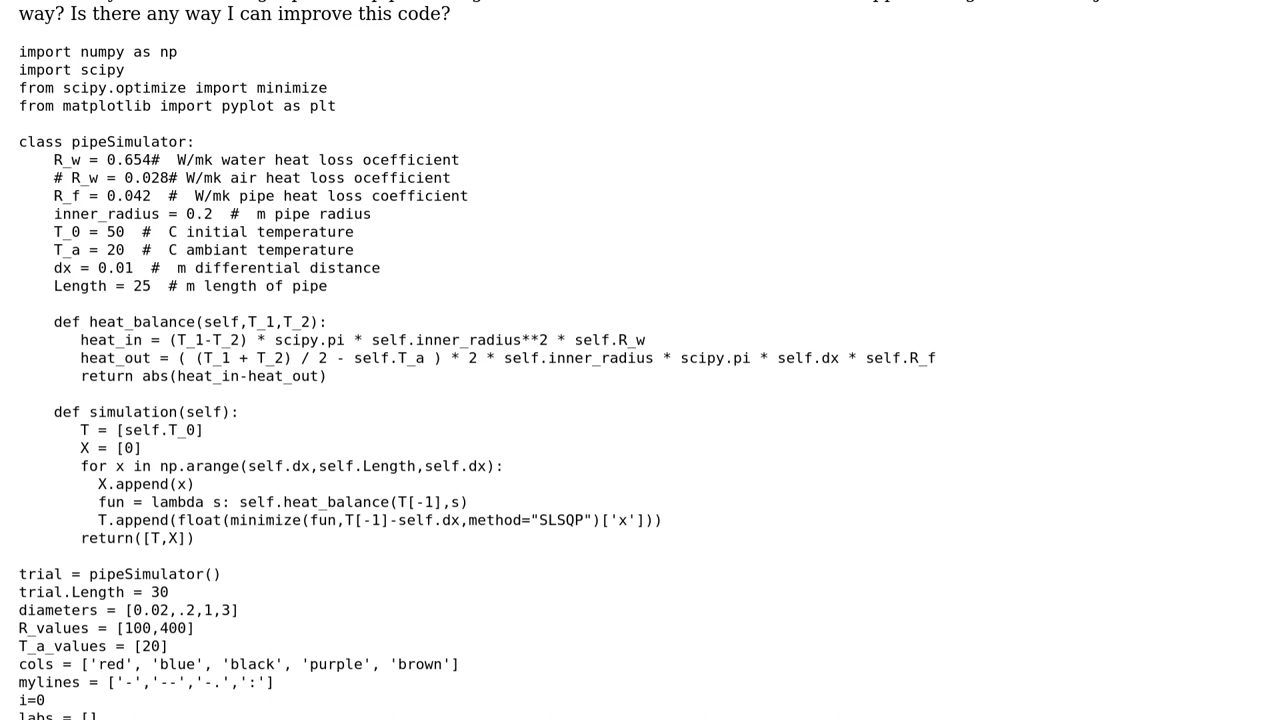 way? Is there any way I can improve this code?
import numpy as np
import scipy
from scipy.optimize import minimize
from matplotlib import pyplot as plt
class pipeSimulator:
R_w = 0.654#  W/mk water heat loss ocefficient
# R_w = 0.028# W/mk air heat loss ocefficient
R_f = 0.042  #  W/mk pipe heat loss coefficient
inner_radius = 0.2  #  m pipe radius
T_0 = 50  #  C initial temperature
T_a = 20  #  C ambiant temperature
dx = 0.01  #  m differential distance
Length = 25  # m length of pipe
def heat_balance(self,T_1,T_2):
heat_in = (T_1-T_2) * scipy.pi * self.inner_radius**2 * self.R_w
heat_out = ( (T_1 + T_2) / 2 - self.T_a ) * 2 * self.inner_radius * scipy.pi * self.dx * self.R_f
return abs(heat_in-heat_out)
def simulation(self):
T = [self.T_0]
X = [0]
for x in np.arange(self.dx,self.Length,self.dx):
X.append(x)
fun = lambda s: self.heat_balance(T[-1],s)
T.append(float(minimize(fun,T[-1]-self.dx,method="SLSQP")['x']))
return([T,X])
trial = pipeSimulator()
trial.Length = 30
diameters = [0.02,.2,1,3]
R_values = [100,400]
T_a_values = [20]
cols = ['red', 'blue', 'black', 'purple', 'brown']
mylines = ['-','--','-.',':']
i=0
labs = []